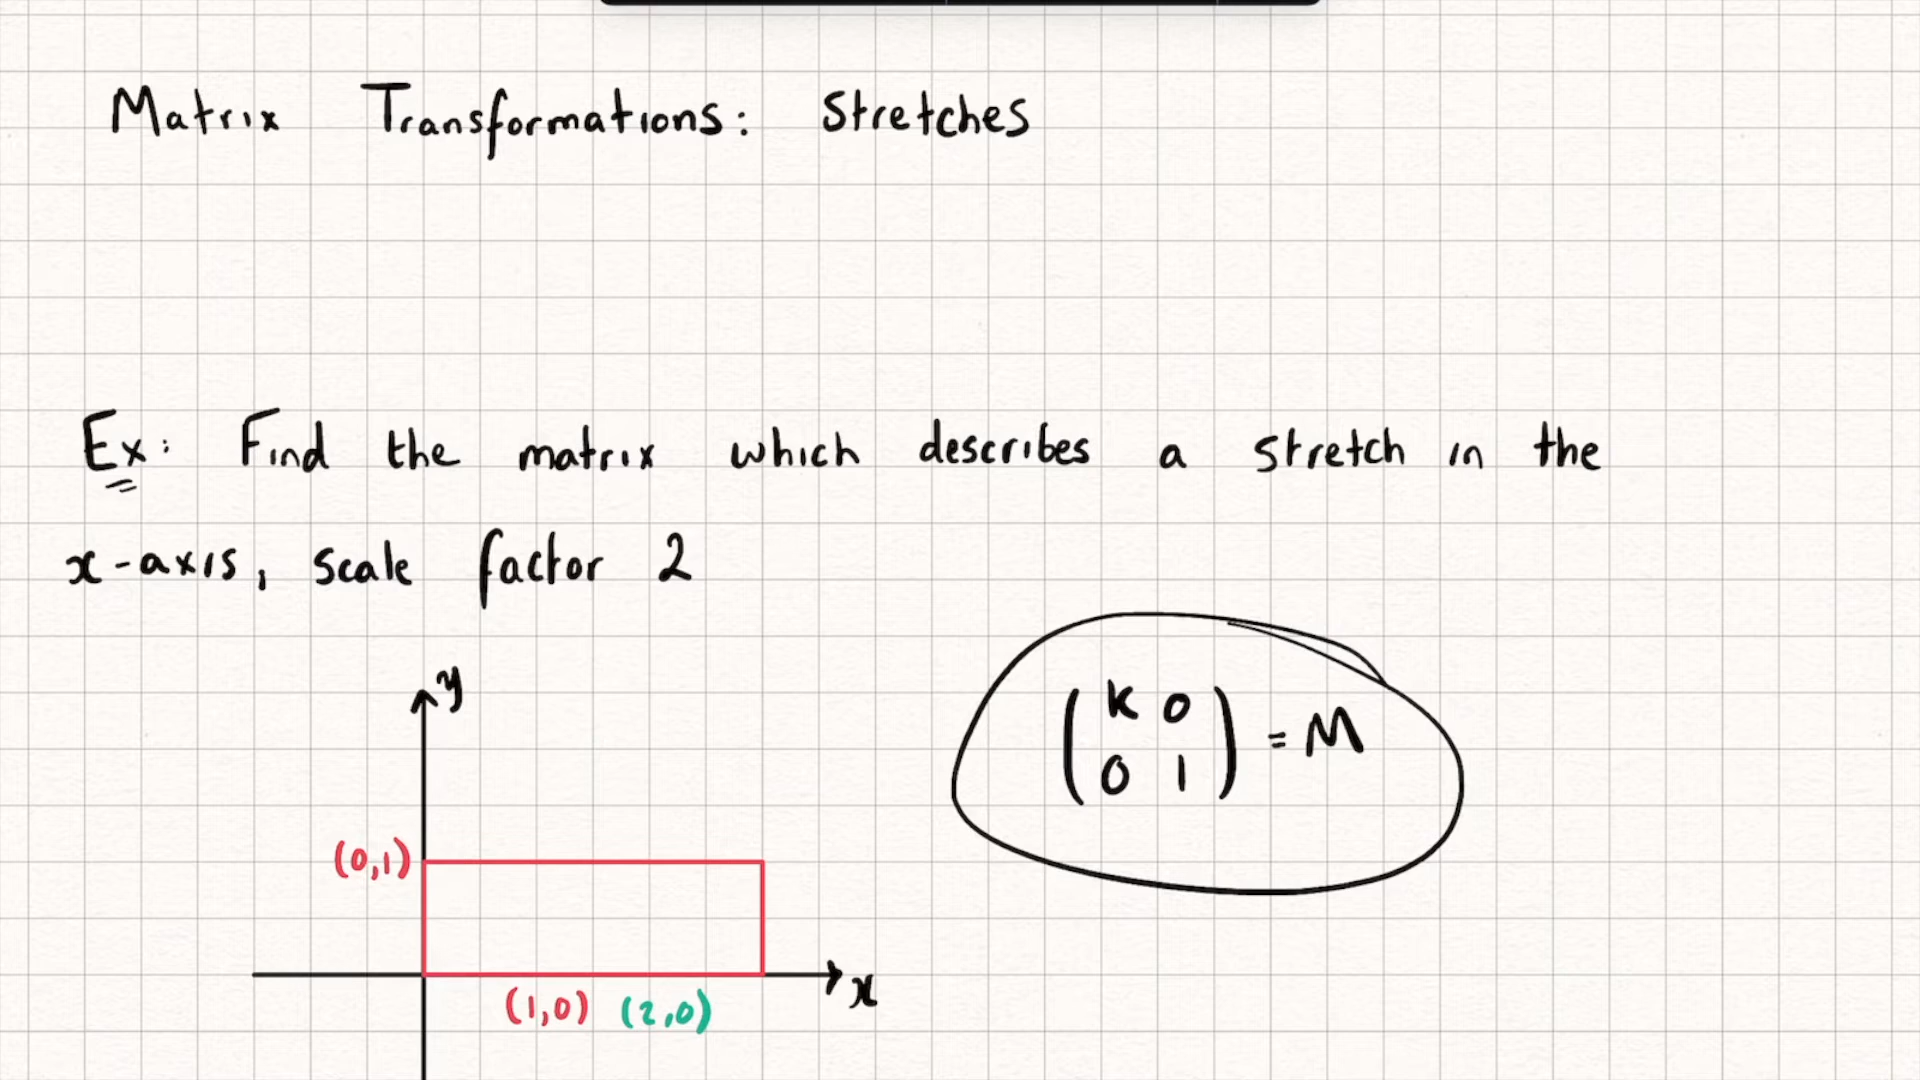 Matrix Transformations: Stretches
Ex: Find the matrix which describes a stretch in the
x-axis, scale factor 2
y
(k 0
0 1) = M
(0,1)
x
(1,0) (2,0)